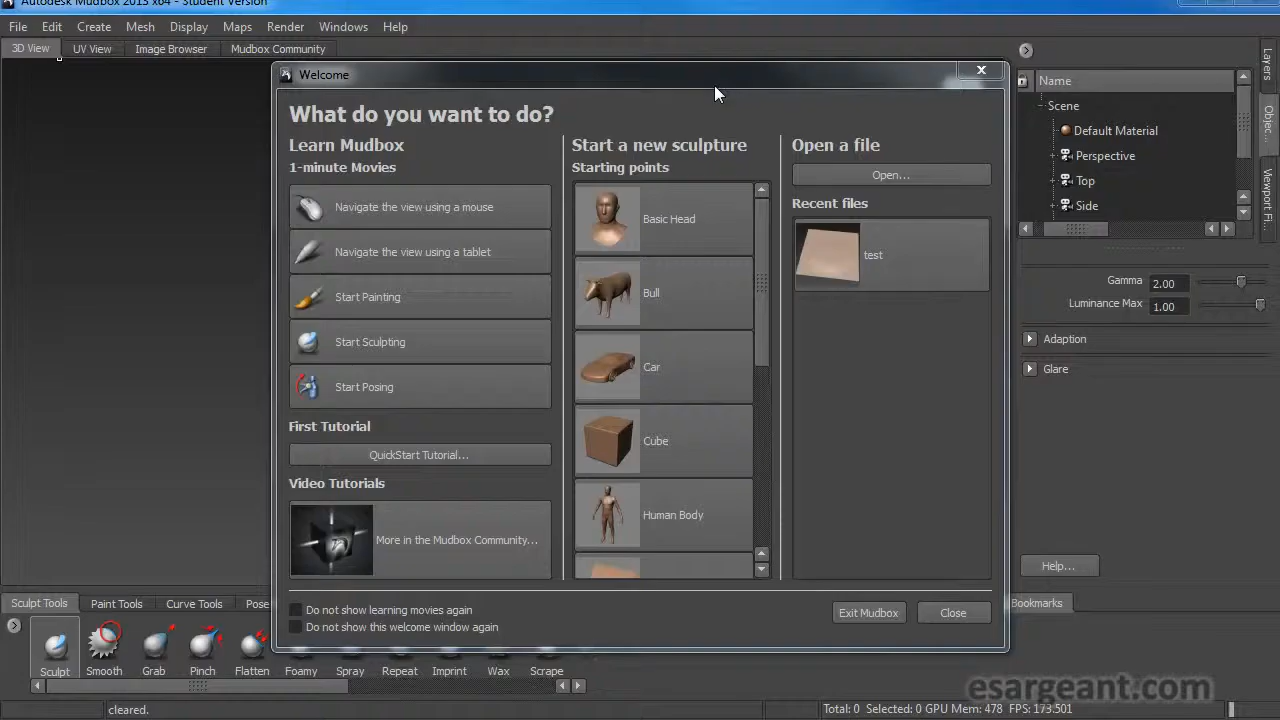 Autodesk Mudbox 2013 x64 - Student Version
File Edit Create Mesh Display Maps Render Windows Help
3D View UV View Image Browser Mudbox Community
Welcome
What do you want to do?
Learn Mudbox
1-minute Movies
Navigate the view using a mouse
Navigate the view using a tablet
Start Painting
Start Sculpting
Start Posing
First Tutorial
QuickStart Tutorial...
Video Tutorials
More in the Mudbox Community...
Do not show learning movies again
Do not show this welcome window again
Start a new sculpture
Starting points
Basic Head
Bull
Car
Cube
Human Body
Open a file
Open...
Recent files
test
Exit Mudbox Close
Name
Scene
Default Material
Perspective
Top
Side
Layers
Objec...
Viewport Fi...
Gamma 2.00
Luminance Max 1.00
Adaption
Glare
Help...
Bookmarks
Sculpt Tools Paint Tools Curve Tools Pose
Sculpt Smooth Grab Pinch Flatten Foamy Spray Repeat Imprint Wax Scrape
esargeant.com
cleared.
Total: 0 Selected: 0 GPU Mem: 478 FPS: 173.501